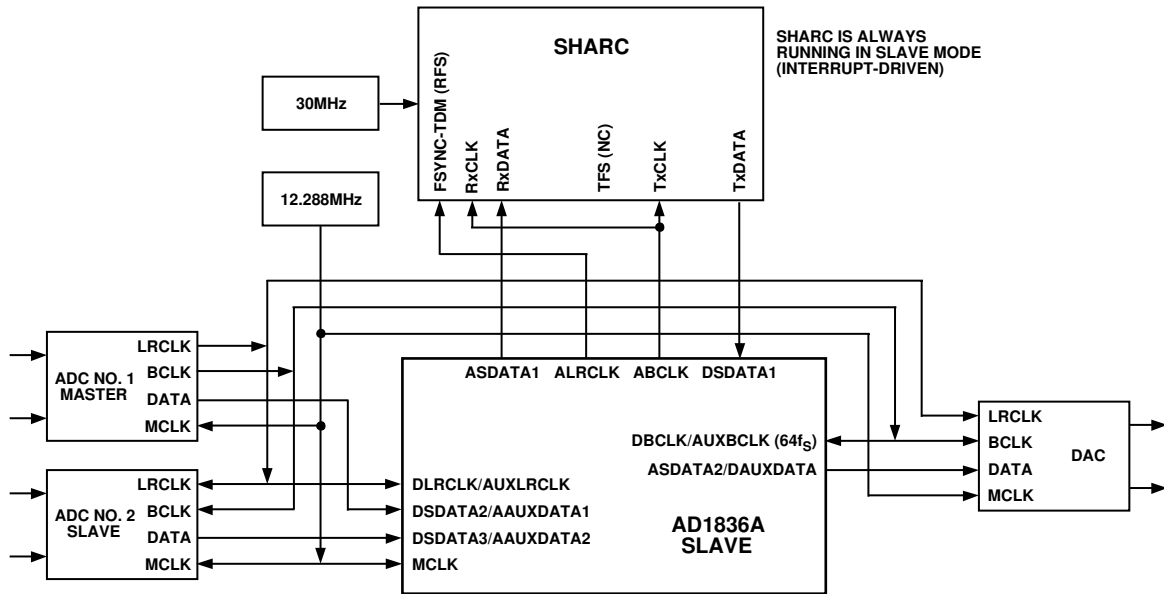 SHARC
SHARC IS ALWAYS
RUNNING IN SLAVE MODE
(INTERRUPT-DRIVEN)
30MHz
12.288MHz
FSYNC-TDM (RFS)
RxCLK
RxDATA
TFS (NC)
TxCLK
TxDATA
ADC NO. 1
MASTER
LRCLK
BCLK
DATA
MCLK
ADC NO. 2
SLAVE
LRCLK
BCLK
DATA
MCLK
ASDATA1 ALRCLK ABCLK DSDATA1
DBCLK/AUXBCLK (64fS)
ASDATA2/DAUXDATA
DLRCLK/AUXLRCLK
DSDATA2/AAUXDATA1
DSDATA3/AAUXDATA2
MCLK
AD1836A
SLAVE
LRCLK
BCLK
DATA
MCLK
DAC